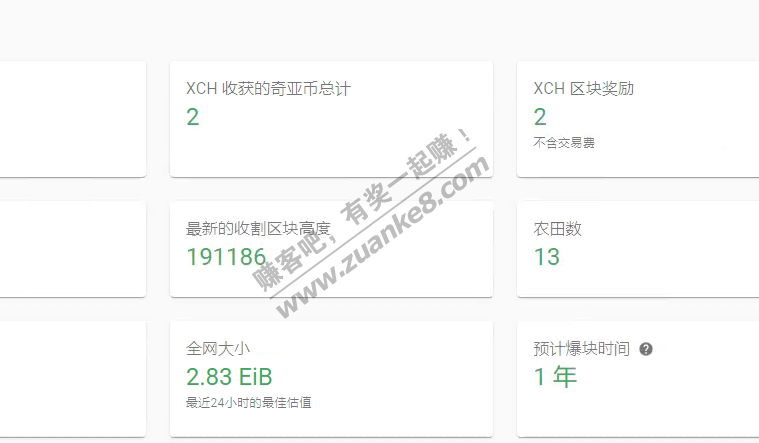 XCH 收获的奇亚币总计
2
XCH 区块奖励
2
不含交易费
最新的收割区块高度
191186
农田数
13
全网大小
2.83 EiB
最近24小时的最佳估值
预计爆块时间 ?
1 年
赚客吧，有奖一起赚！
www.zuanke8.com